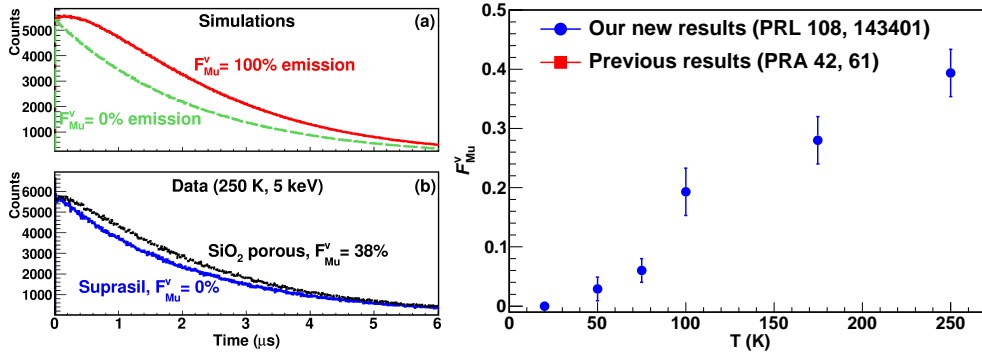 Simulations
(a)
Counts
5000
4000
3000
2000
1000
F^v_Mu = 100% emission
F^v_Mu = 0% emission
Data (250 K, 5 keV)
(b)
Counts
6000
5000
4000
3000
2000
1000
SiO₂ porous, F^v_Mu = 38%
Suprasil, F^v_Mu = 0%
0 1 2 3 4 5 6
Time (μs)
Our new results (PRL 108, 143401)
Previous results (PRA 42, 61)
F^v_Mu
0.5
0.4
0.3
0.2
0.1
0
0 50 100 150 200 250
T (K)